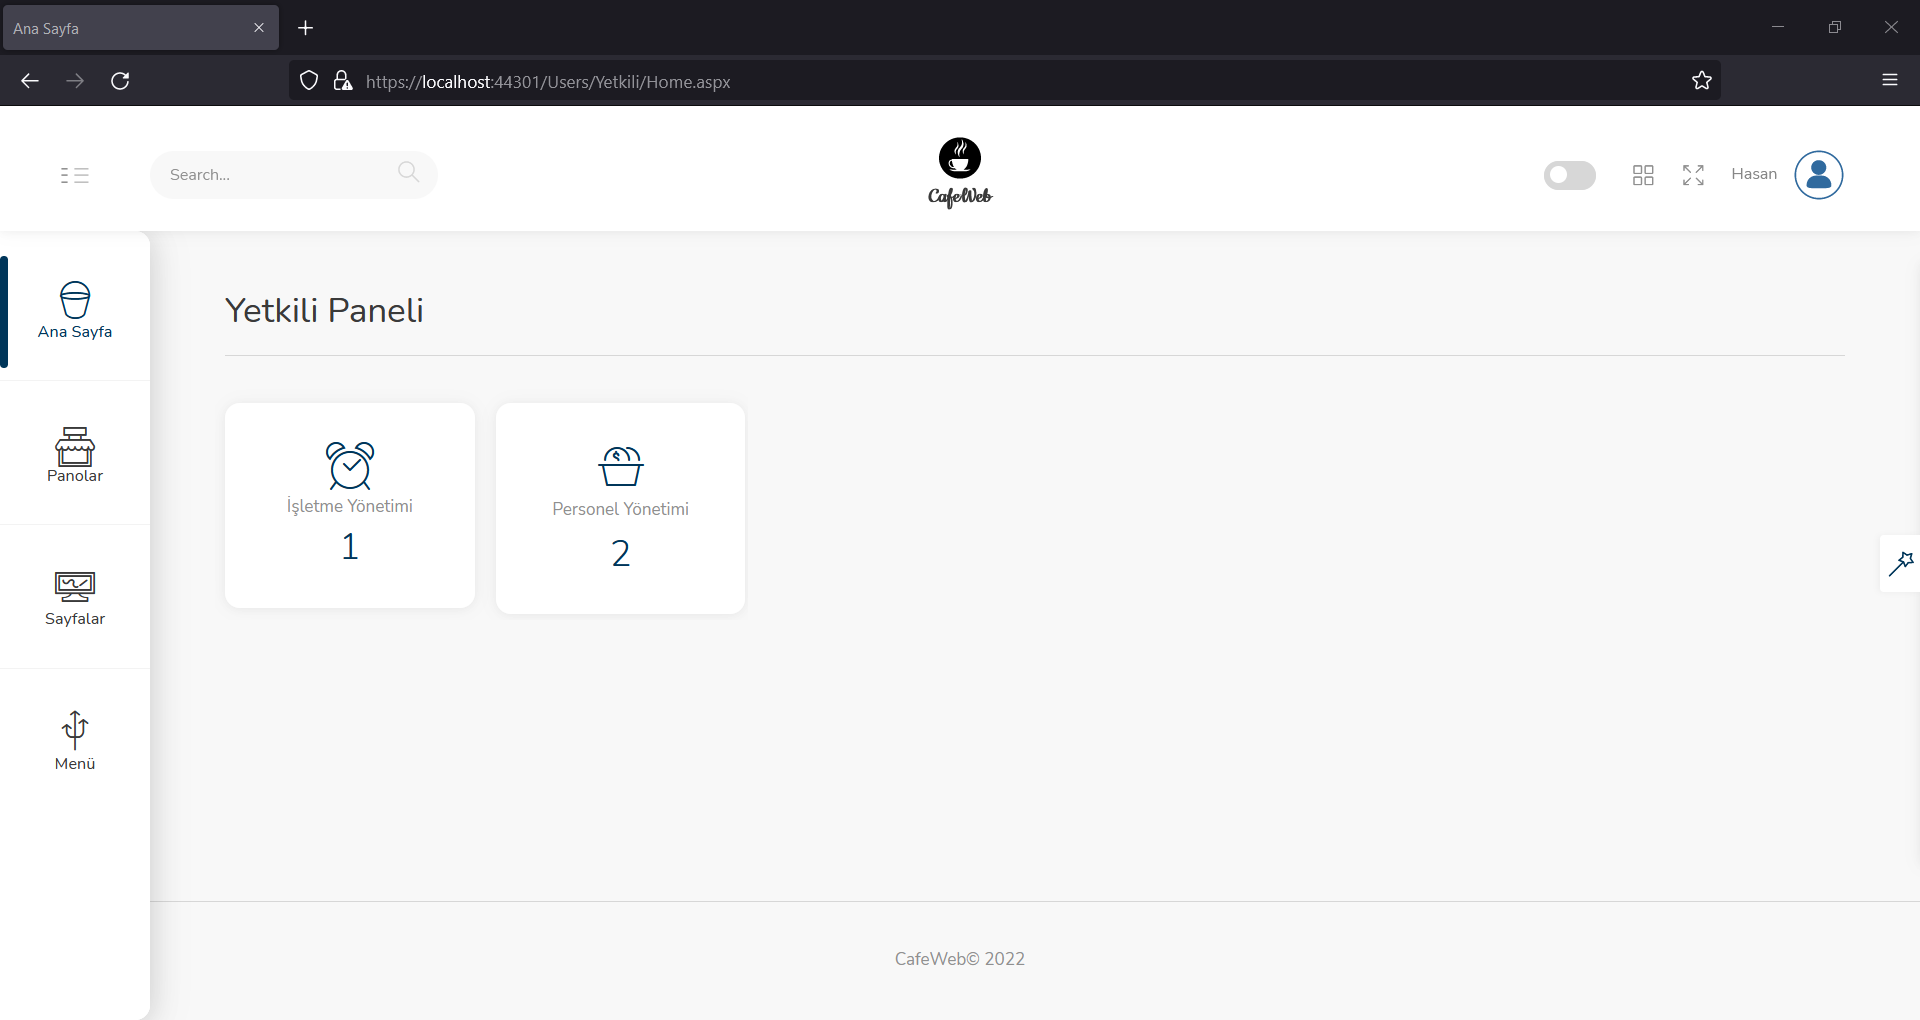 Ana Sayfa
https://localhost:44301/Users/Yetkili/Home.aspx
Search...
CafeWeb
Hasan
Ana Sayfa
Panolar
Sayfalar
Menü
Yetkili Paneli
İşletme Yönetimi
1
Personel Yönetimi
2
CafeWeb© 2022